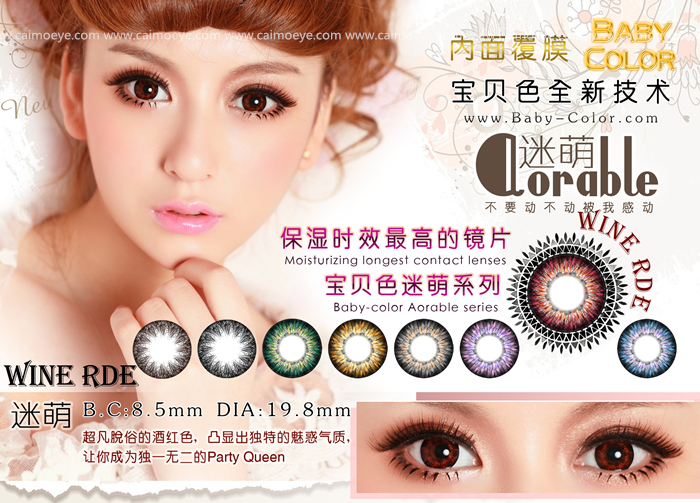 www.caimoeye.com www.caimoeye.com www.caimoeye.com www.caimoeye.com
New
内面覆膜 BABY COLOR
宝贝色全新技术
www.Baby-Color.com
迷萌
aorable
不要动不动被我感动
WINE RDE
保湿时效最高的镜片
Moisturizing longest contact lenses
宝贝色迷萌系列
Baby-color Aorable series
WINE RDE
迷萌 B.C:8.5mm DIA:19.8mm
超凡脱俗的酒红色，凸显出独特的魅惑气质，
让你成为独一无二的Party Queen